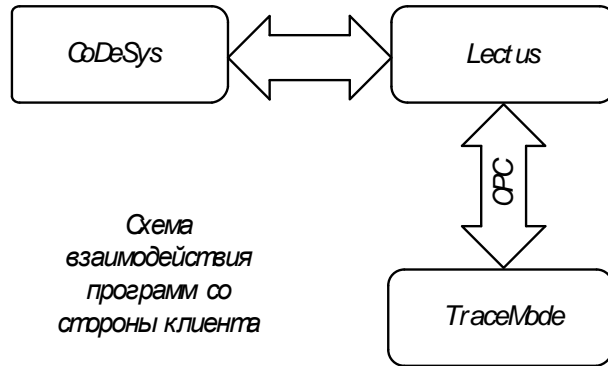 CoDeSys
Lectus
OPC
Схема
взаимодействия
программ со
стороны клиента
TraceMode